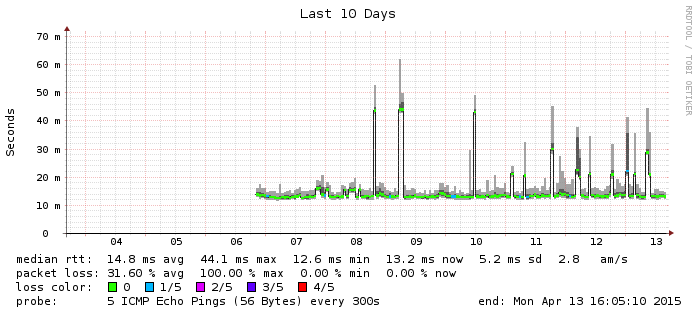 Last 10 Days
RRDTOOL / TOBI OETIKER
Seconds
70 m
60 m
50 m
40 m
30 m
20 m
10 m
0
04 05 06 07 08 09 10 11 12 13
median rtt: 14.8 ms avg 44.1 ms max 12.6 ms min 13.2 ms now 5.2 ms sd 2.8 am/s
packet loss: 31.60 % avg 100.00 % max 0.00 % min 0.00 % now
loss color: 0 1/5 2/5 3/5 4/5
probe: 5 ICMP Echo Pings (56 Bytes) every 300s end: Mon Apr 13 16:05:10 2015